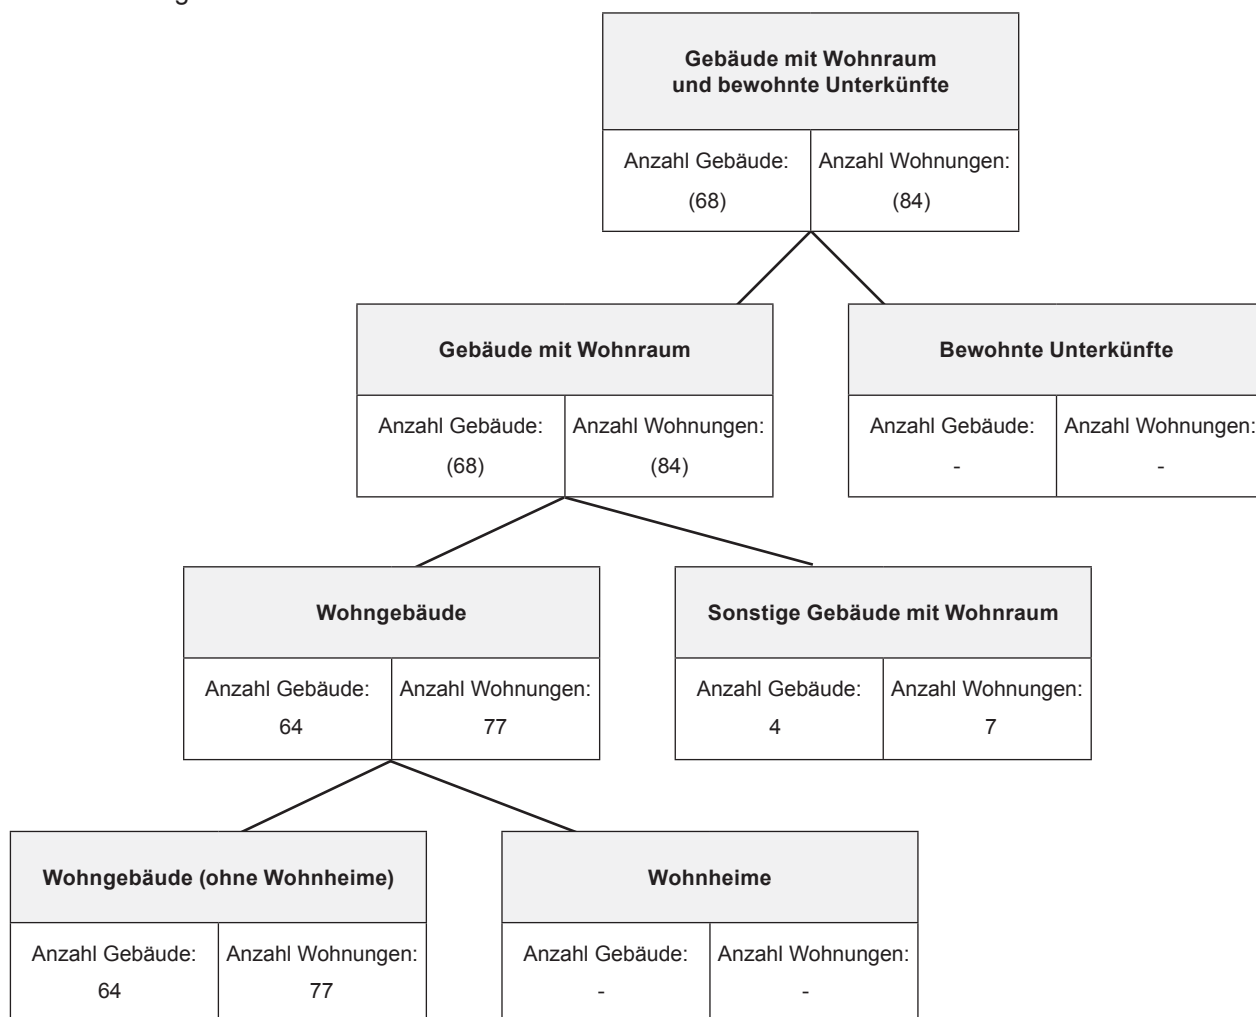 Gebäude mit Wohnraum
und bewohnte Unterkünfte
Anzahl Gebäude: Anzahl Wohnungen:
(68) (84)
Gebäude mit Wohnraum
Bewohnte Unterkünfte
Anzahl Gebäude: Anzahl Wohnungen:
(68) (84)
Anzahl Gebäude: Anzahl Wohnungen:
- -
Wohngebäude
Sonstige Gebäude mit Wohnraum
Anzahl Gebäude: Anzahl Wohnungen:
64 77
Anzahl Gebäude: Anzahl Wohnungen:
4 7
Wohngebäude (ohne Wohnheime)
Wohnheime
Anzahl Gebäude: Anzahl Wohnungen:
64 77
Anzahl Gebäude: Anzahl Wohnungen:
- -